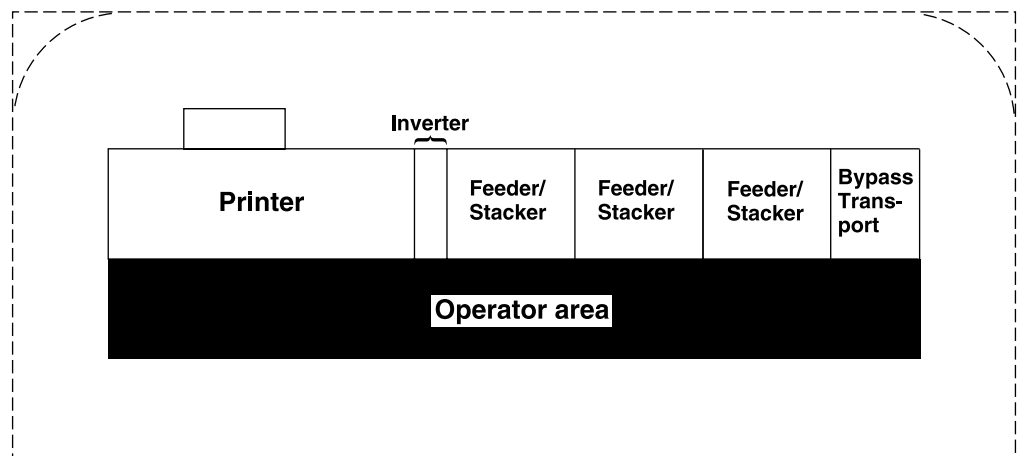 Inverter
Printer
Feeder/
Stacker
Feeder/
Stacker
Feeder/
Stacker
Bypass
Trans-
port
Operator area